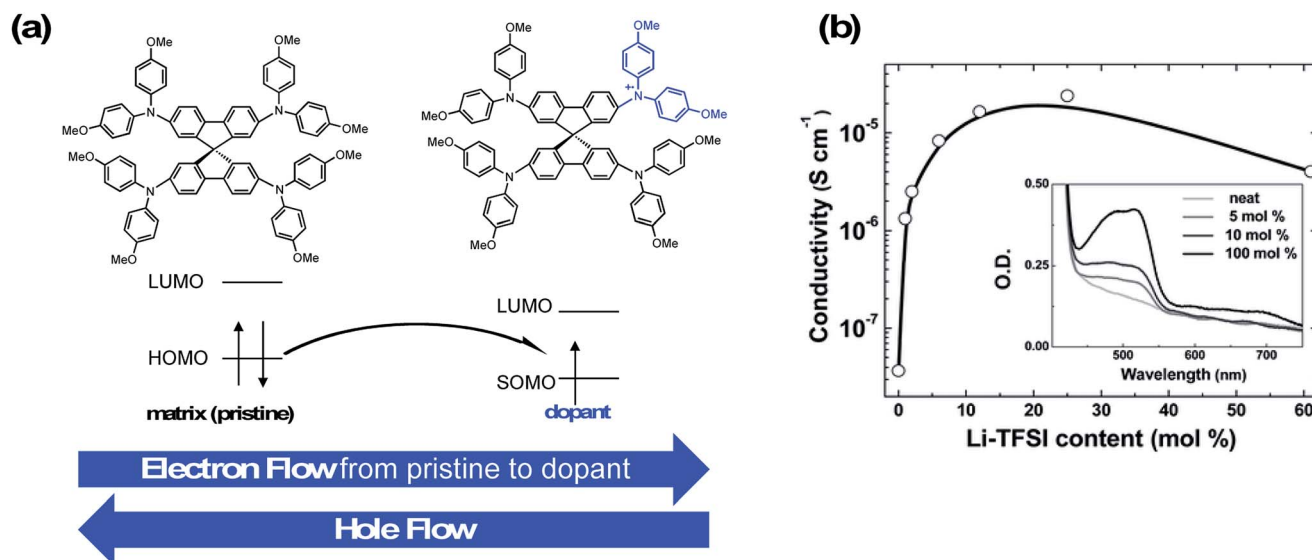 (a)
OMe
OMe
N
N
MeO
OMe
MeO
OMe
N
N
MeO
OMe
OMe
OMe
N
N
+•
MeO
OMe
MeO
OMe
N
N
MeO
OMe
LUMO
HOMO
matrix (pristine)
LUMO
SOMO
dopant
Electron Flow from pristine to dopant
Hole Flow
(b)
Conductivity (S cm⁻¹)
10⁻⁵
10⁻⁶
10⁻⁷
0 10 20 30 40 50 60
Li-TFSI content (mol %)
O.D.
0.50
0.25
0.00
neat
5 mol %
10 mol %
100 mol %
500 600 700
Wavelength (nm)